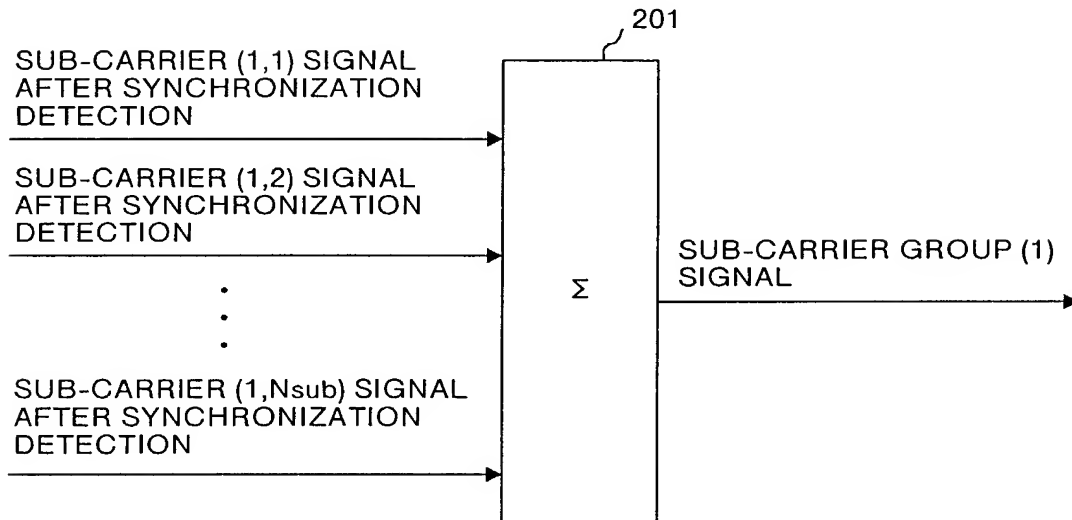 201
SUB-CARRIER (1,1) SIGNAL
AFTER SYNCHRONIZATION
DETECTION
SUB-CARRIER (1,2) SIGNAL
AFTER SYNCHRONIZATION
DETECTION
SUB-CARRIER GROUP (1)
SIGNAL
Σ
SUB-CARRIER (1,Nsub) SIGNAL
AFTER SYNCHRONIZATION
DETECTION